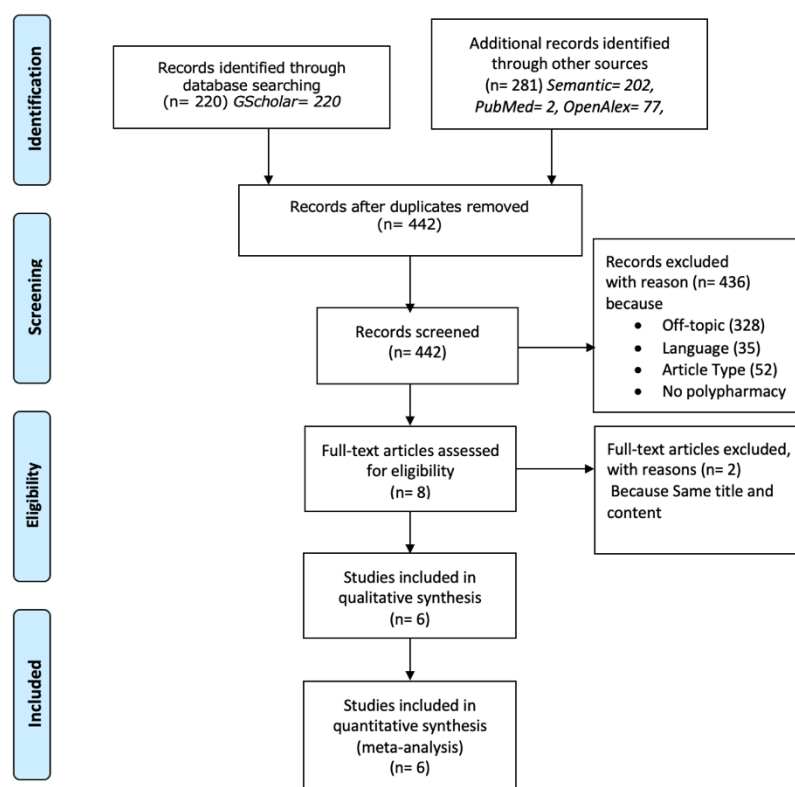 Identification
Records identified through
database searching
(n= 220) GScholar= 220
Additional records identified
through other sources
(n= 281) Semantic= 202,
PubMed= 2, OpenAlex= 77,
Records after duplicates removed
(n= 442)
Screening
Records screened
(n= 442)
Records excluded
with reason (n= 436)
because
• Off-topic (328)
• Language (35)
• Article Type (52)
• No polypharmacy
Eligibility
Full-text articles assessed
for eligibility
(n= 8)
Full-text articles excluded,
with reasons (n= 2)
Because Same title and
content
Studies included in
qualitative synthesis
(n= 6)
Included
Studies included in
quantitative synthesis
(meta-analysis)
(n= 6)